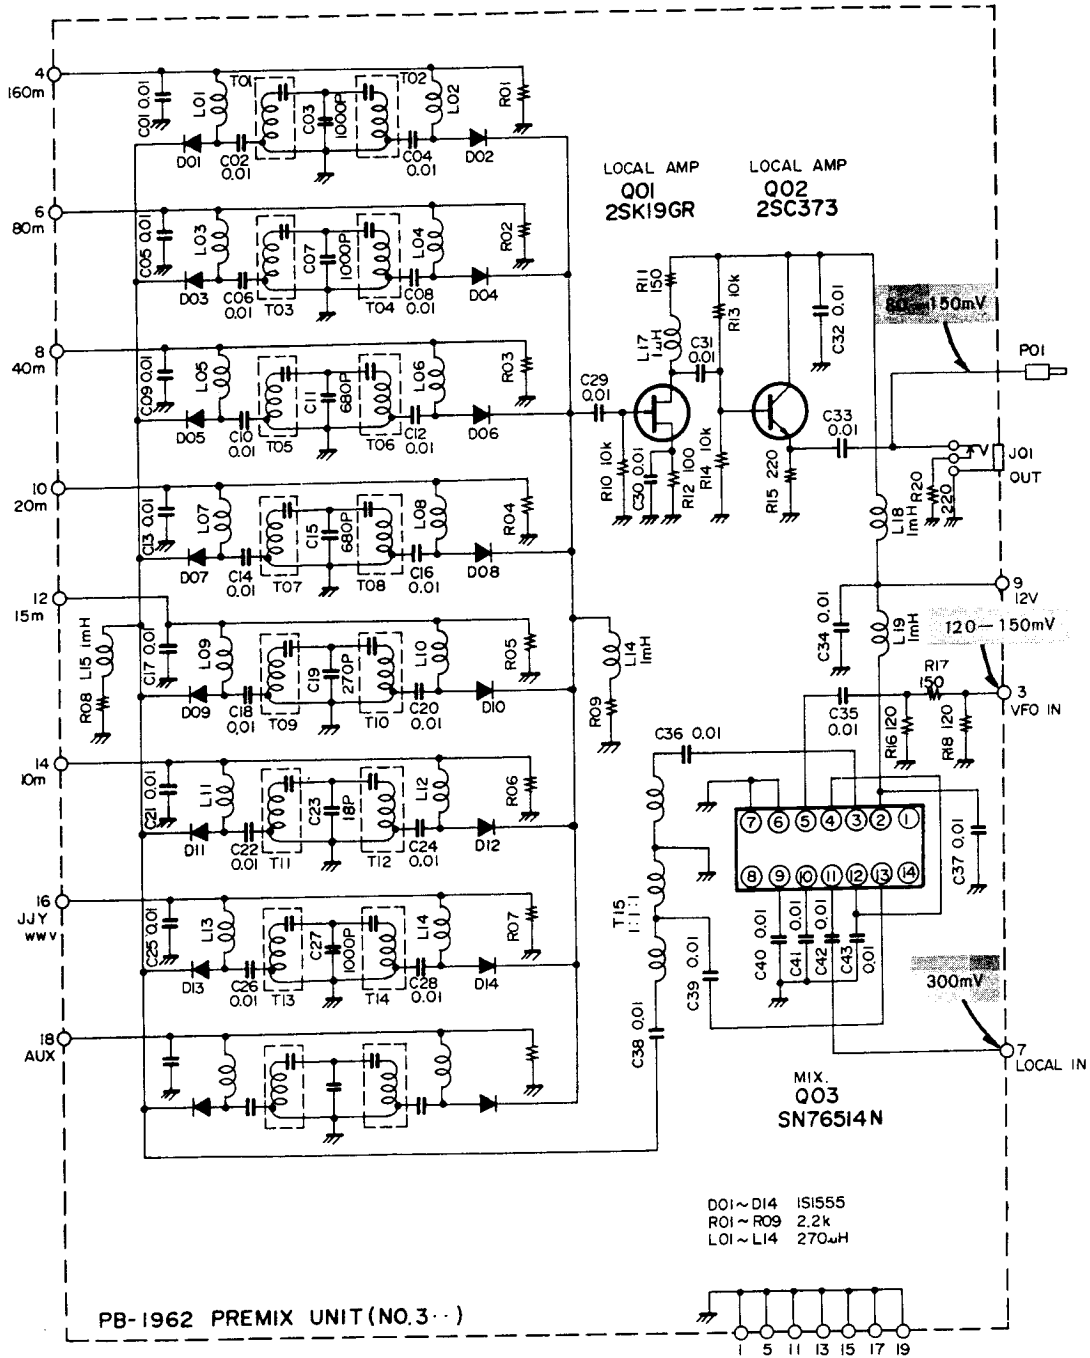 4
160m
C01 0.01
L01
T01
C03
1000P
T02
L02
R01
D01
C02
0.01
C04
0.01
D02
6
80m
C05 0.01
L03
C07
1000P
L04
R02
D03
C06
0.01
T03
T04
C08
0.01
D04
8
40m
C09 0.01
L05
C11
680P
L06
R03
D05
C10
0.01
T05
T06
C12
0.01
D06
10
20m
C13 0.01
L07
C15
680P
L08
R04
D07
C14
0.01
T07
T08
C16
0.01
D08
12
15m
L15 1mH
R08
C17 0.01
L09
C19
270P
L10
R05
D09
C18
0.01
T09
T10
C20
0.01
D10
L14
1mH
R09
14
10m
C21 0.01
L11
C23
18P
L12
R06
D11
C22
0.01
T11
T12
C24
0.01
D12
16
JJY
WWV
C25 0.01
L13
C27
1000P
L14
R07
D13
C26
0.01
T13
T14
C28
0.01
D14
18
AUX
LOCAL AMP
Q01
2SK19GR
LOCAL AMP
Q02
2SC373
R11
150
L17
1μH
C31
0.01
R13 10k
C32 0.01
80—150mV
P01
C29
0.01
R10 10k
C30 0.01
R12 100
R14 10k
R15 220
C33
0.01
R20
220
J01
OUT
L18
1mH
9
12V
C34 0.01
L19
1mH
120—150mV
R17
150
3
VFO IN
C35
0.01
R16 120
R18 120
C36 0.01
7 6 5 4 3 2 1
8 9 10 11 12 13 14
C37 0.01
T15
1:1:1
C39 0.01
C38 0.01
C40 0.01
C41 0.01
C42 0.01
C43
0.01
300mV
7
LOCAL IN
MIX.
Q03
SN76514N
D01~D14 1S1555
R01~R09 2.2k
L01~L14 270μH
PB-1962 PREMIX UNIT (NO.3··)
1 5 11 13 15 17 19